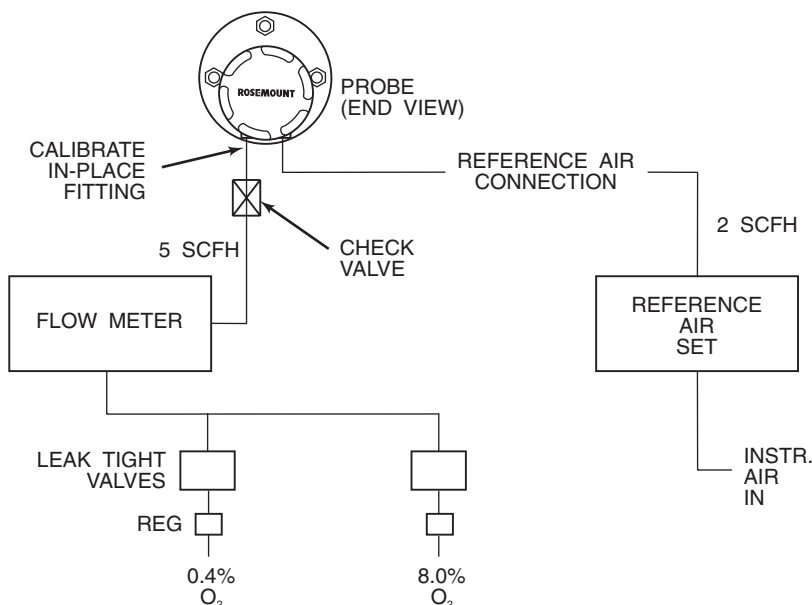 ROSEMOUNT
PROBE
(END VIEW)
CALIBRATE
IN-PLACE
FITTING
REFERENCE AIR
CONNECTION
5 SCFH
CHECK
VALVE
2 SCFH
FLOW METER
REFERENCE
AIR
SET
LEAK TIGHT
VALVES
INSTR.
AIR
IN
REG
0.4%
O₂
8.0%
O₂